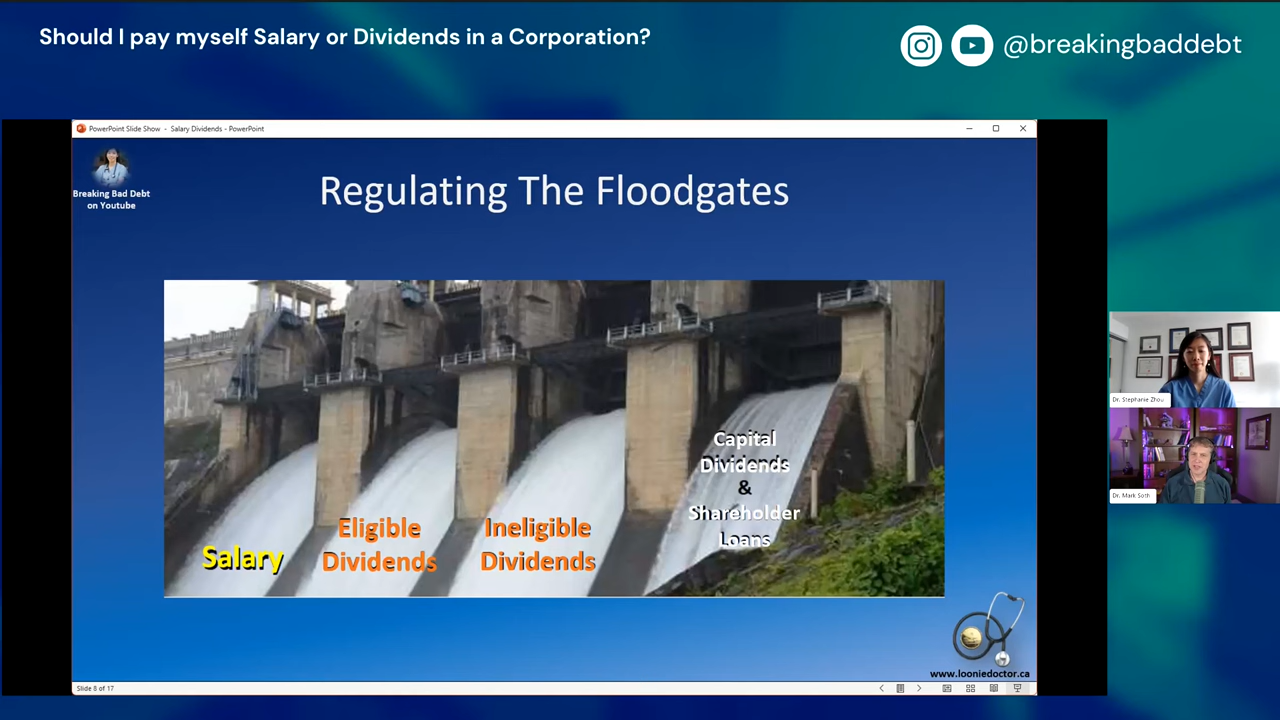 Should I pay myself Salary or Dividends in a Corporation?
@breakingbaddebt
PowerPoint Slide Show - Salary Dividends - PowerPoint
Breaking Bad Debt
on Youtube
Regulating The Floodgates
Salary
Eligible
Dividends
Ineligible
Dividends
Capital
Dividends
&
Shareholder
Loans
www.looniedoctor.ca
Slide 8 of 17
Dr. Stephanie Zhou
Dr. Mark Soth